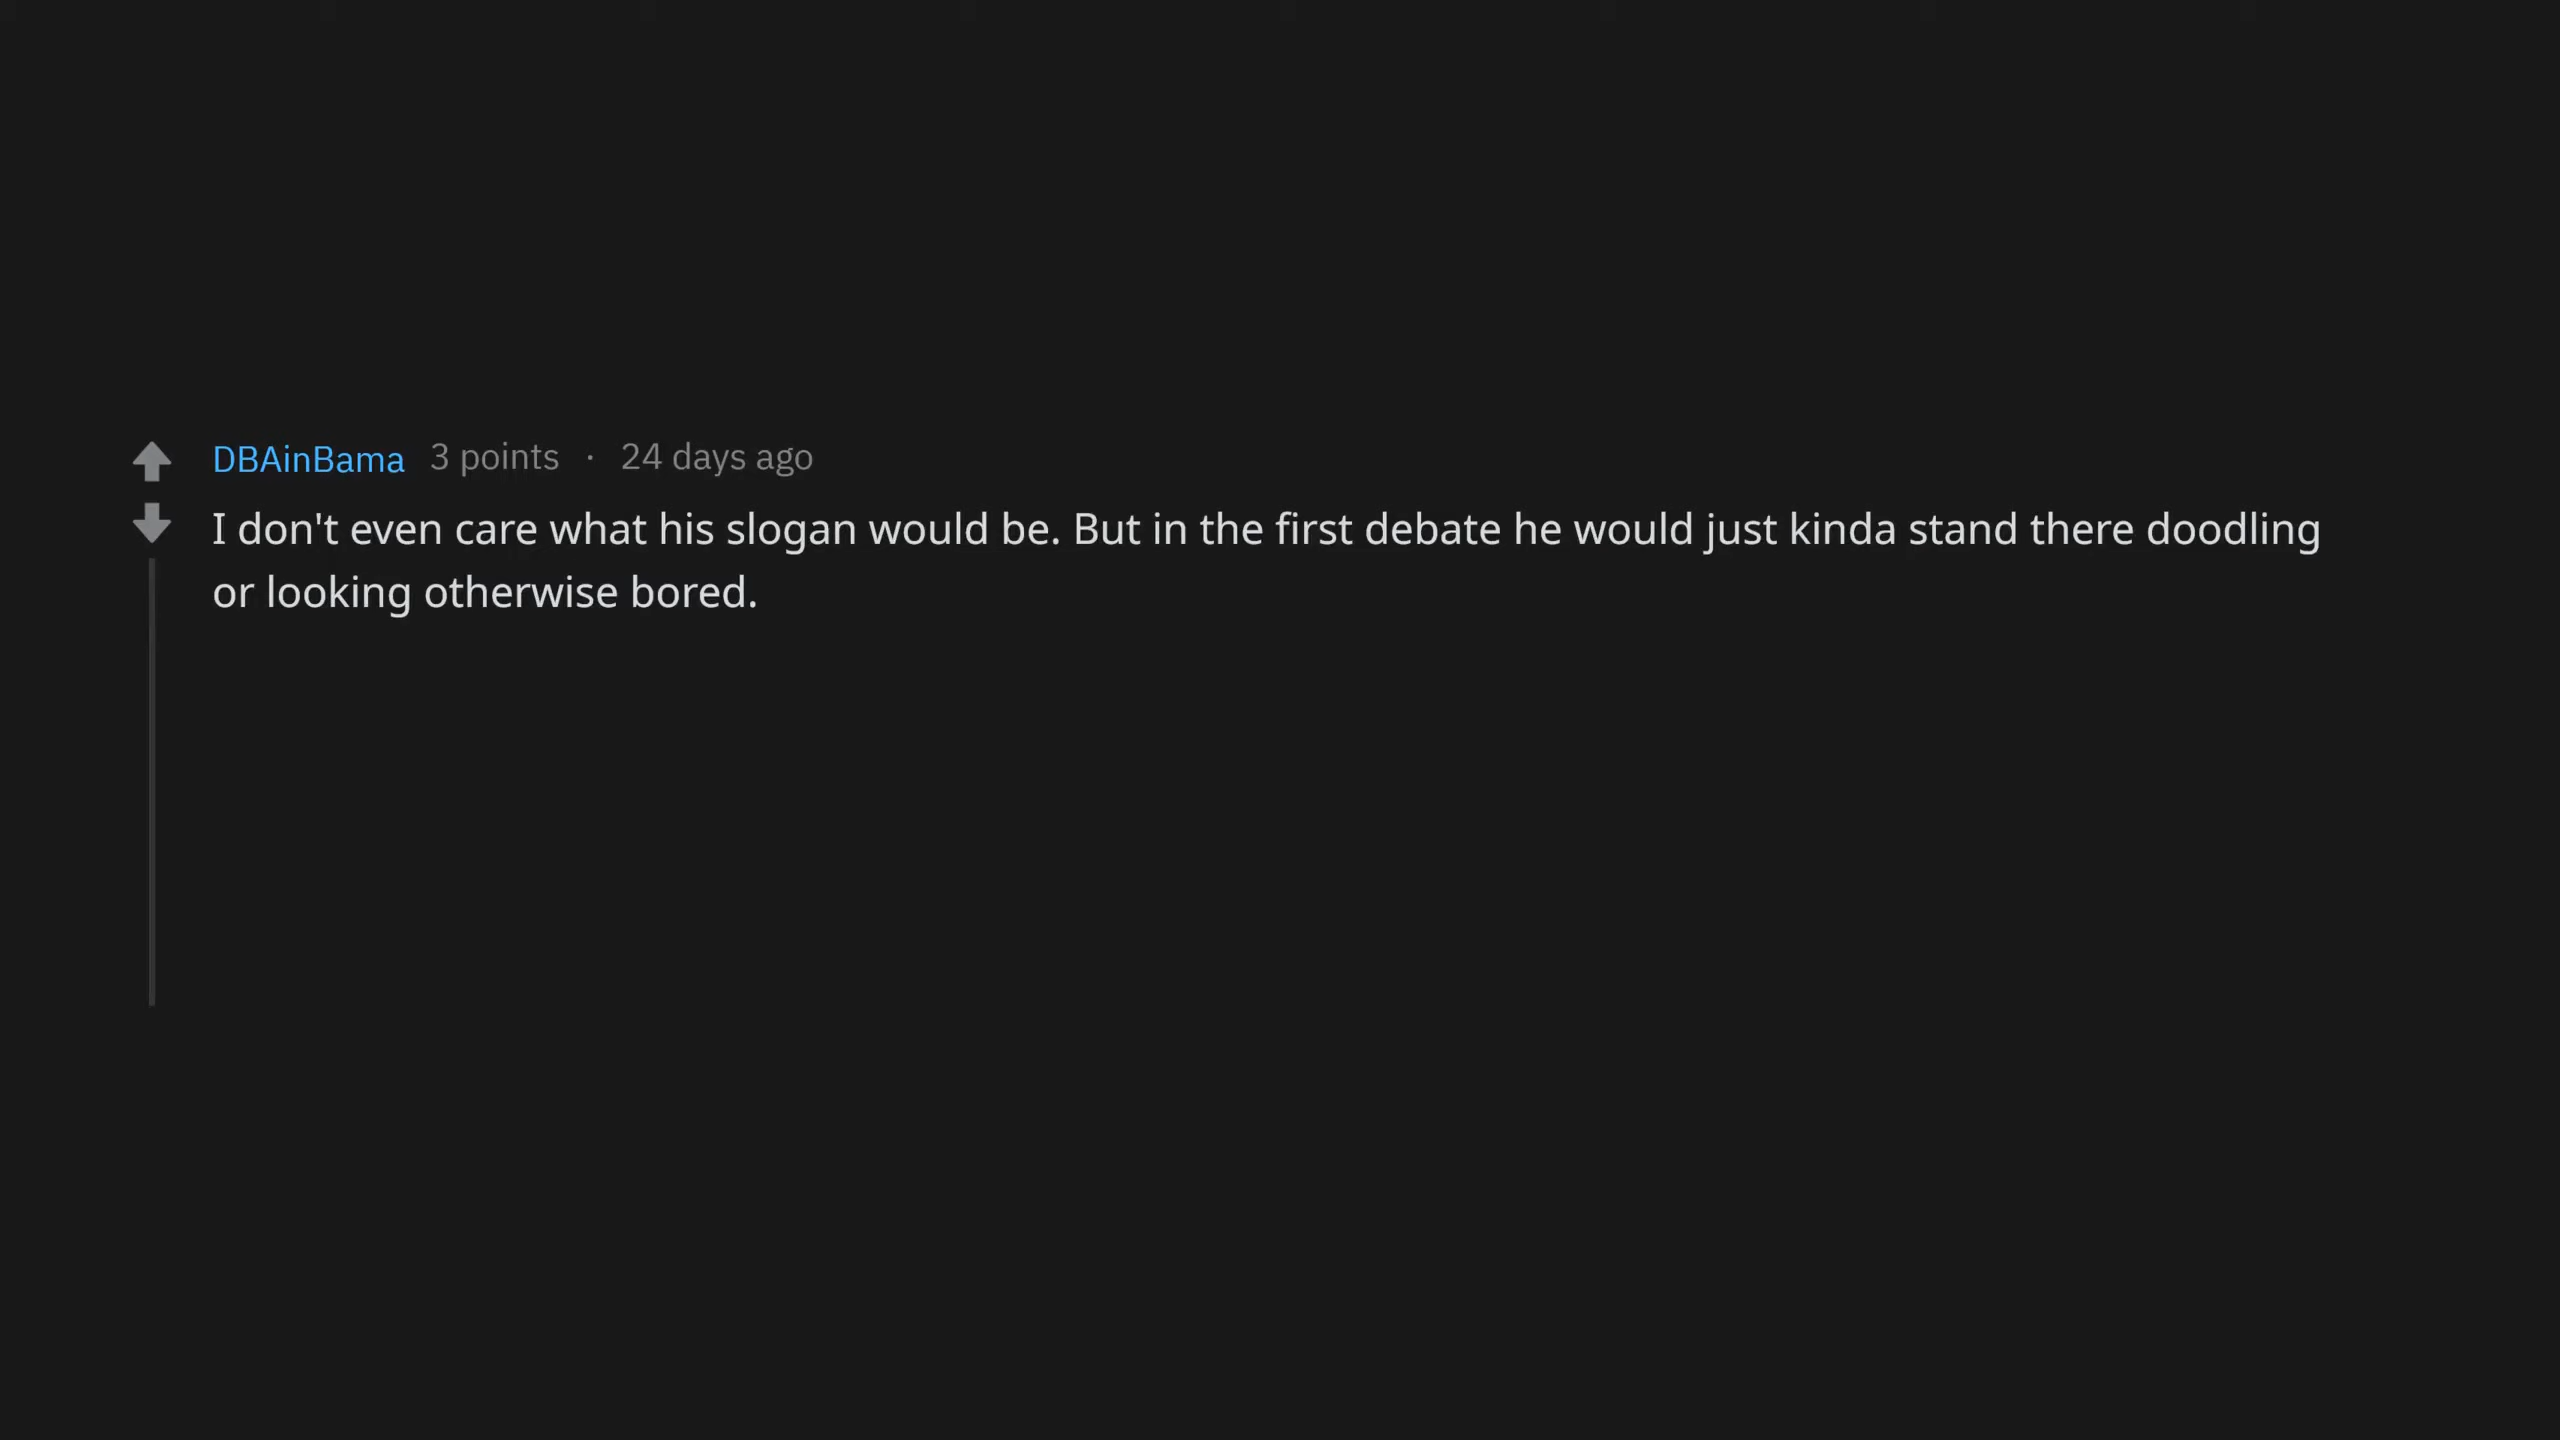 DBAinBama 3 points · 24 days ago
I don't even care what his slogan would be. But in the first debate he would just kinda stand there doodling
or looking otherwise bored.